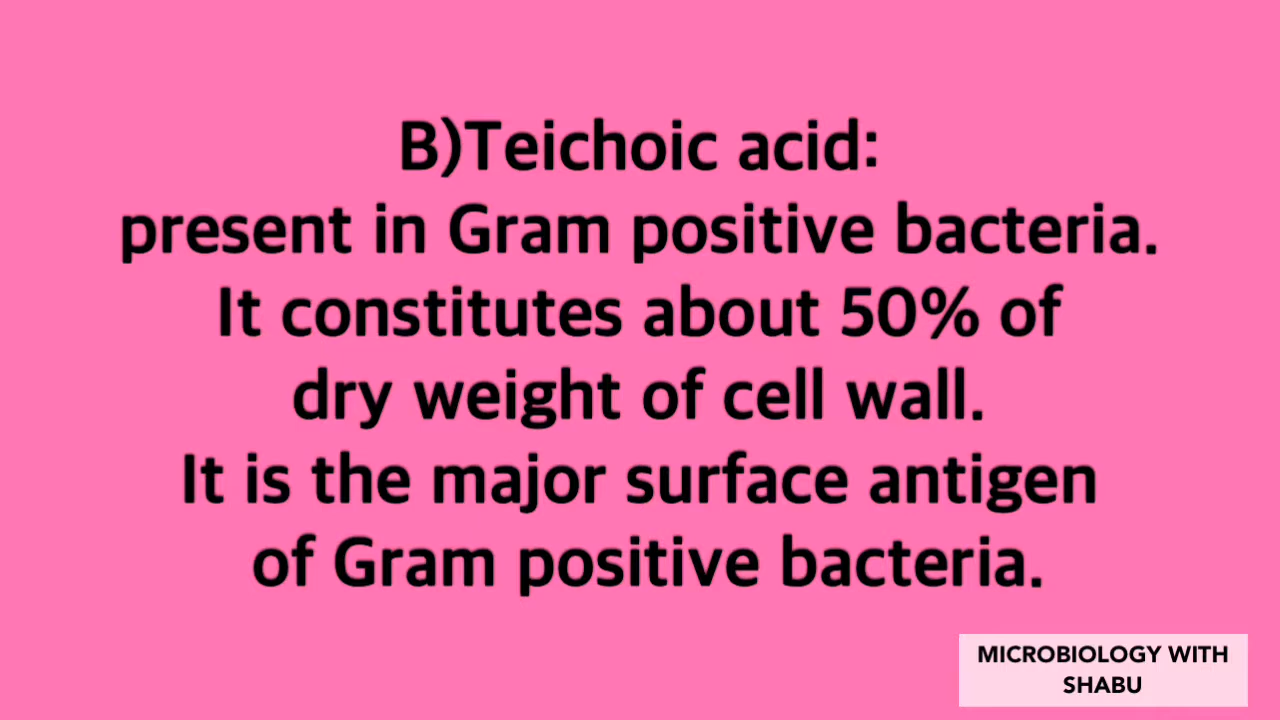 B)Teichoic acid:
present in Gram positive bacteria.
It constitutes about 50% of
dry weight of cell wall.
It is the major surface antigen
of Gram positive bacteria.
MICROBIOLOGY WITH
SHABU